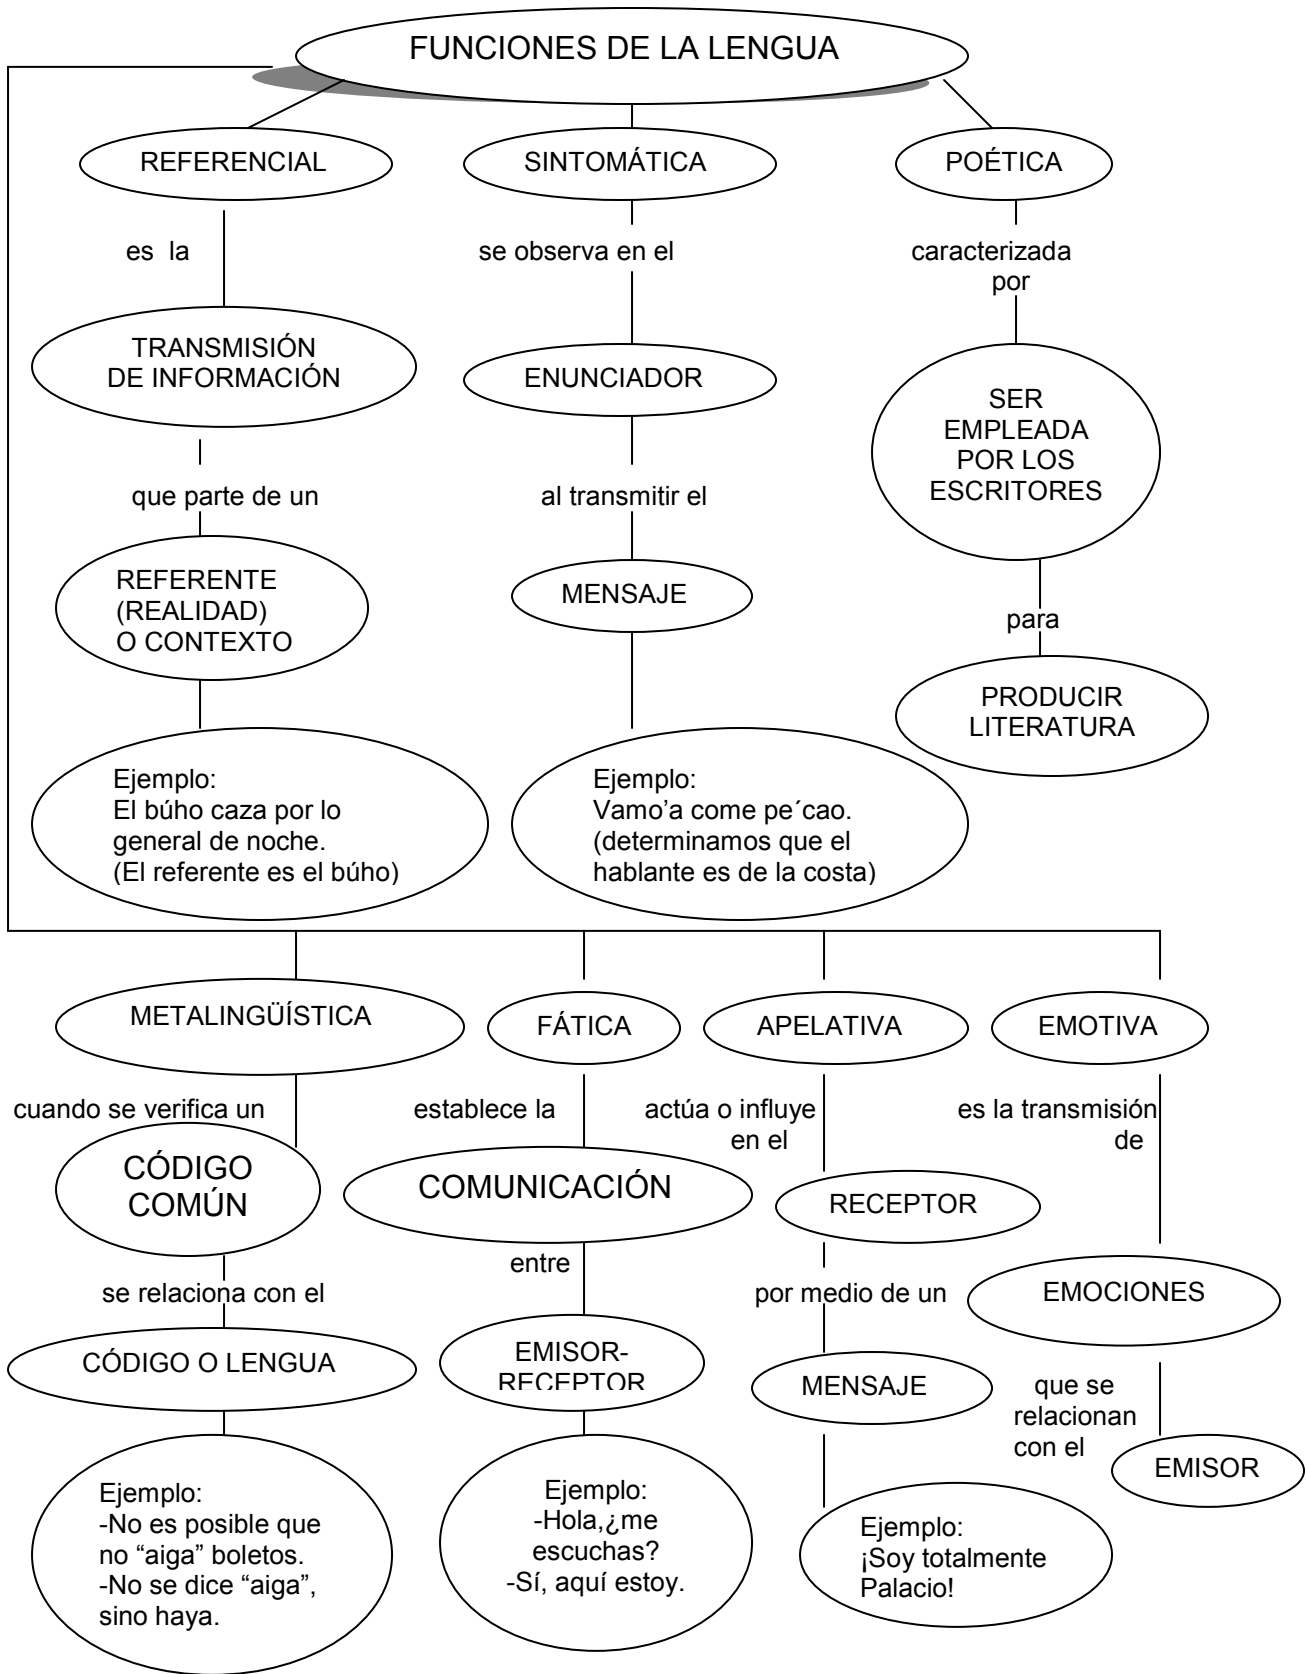 FUNCIONES DE LA LENGUA
REFERENCIAL
SINTOMÁTICA
POÉTICA
es la
se observa en el
caracterizada
por
TRANSMISIÓN
DE INFORMACIÓN
ENUNCIADOR
SER
EMPLEADA
POR LOS
ESCRITORES
que parte de un
al transmitir el
REFERENTE
(REALIDAD)
O CONTEXTO
MENSAJE
para
PRODUCIR
LITERATURA
Ejemplo:
El búho caza por lo
general de noche.
(El referente es el búho)
Ejemplo:
Vamo’a come pe´cao.
(determinamos que el
hablante es de la costa)
METALINGÜÍSTICA
FÁTICA
APELATIVA
EMOTIVA
cuando se verifica un
establece la
actúa o influye
en el
es la transmisión
de
CÓDIGO
COMÚN
COMUNICACIÓN
RECEPTOR
entre
se relaciona con el
por medio de un
EMOCIONES
CÓDIGO O LENGUA
EMISOR-
RECEPTOR
MENSAJE
que se
relacionan
con el
EMISOR
Ejemplo:
-No es posible que
no “aiga” boletos.
-No se dice “aiga”,
sino haya.
Ejemplo:
-Hola,¿me
escuchas?
-Sí, aquí estoy.
Ejemplo:
¡Soy totalmente
Palacio!